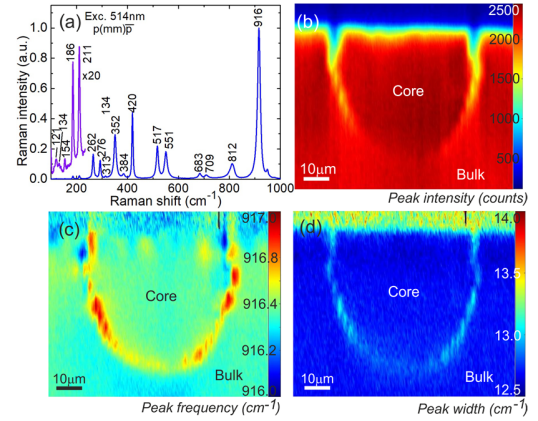 (a)
Exc. 514nm
p(mm)p̅
Raman intensity (a.u.)
1.0
0.8
0.6
0.4
0.2
0.0
186
211
x20
121
134
154
262
276
313
134
352
384
420
517
551
683
709
812
916
200
400
600
800
1000
Raman shift (cm⁻¹)
(b)
2500
2000
1500
1000
500
Core
10μm
Bulk
Peak intensity (counts)
(c)
916.8
916.4
916.2
916.0
Core
10μm
Bulk
Peak frequency (cm⁻¹)
(d)
14.0
13.5
13.0
12.5
Core
10μm
Bulk
Peak width (cm⁻¹)